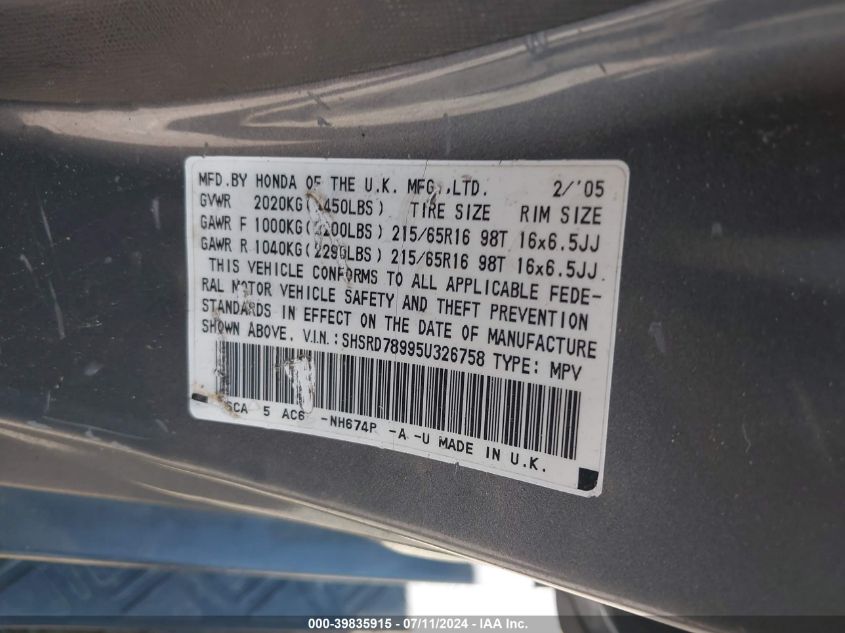 MFD.BY HONDA OF THE U.K. MFG.,LTD. 2/'05
GVWR 2020KG( 450LBS) TIRE SIZE RIM SIZE
GAWR F 1000KG(2200LBS) 215/65R16 98T 16x6.5JJ
GAWR R 1040KG(2290LBS) 215/65R16 98T 16x6.5JJ
THIS VEHICLE CONFORMS TO ALL APPLICABLE FEDE-
RAL MOTOR VEHICLE SAFETY AND THEFT PREVENTION
STANDARDS IN EFFECT ON THE DATE OF MANUFACTURE
SHOWN ABOVE. V.I.N.:SHSRD78995U326758 TYPE: MPV
SCA 5 AC6 -NH674P -A -U MADE IN U.K.
000-39835915 - 07/11/2024 - IAA Inc.